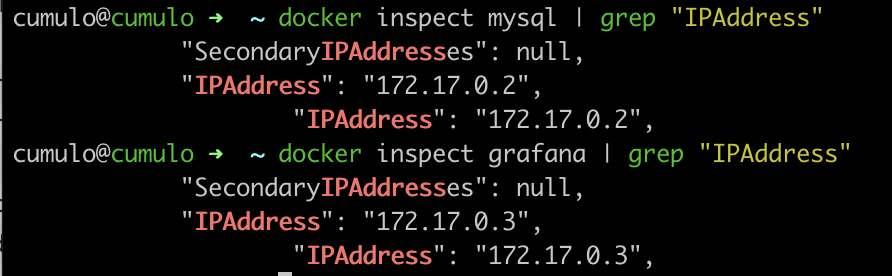 cumulo@cumulo ➜  ~ docker inspect mysql | grep "IPAddress"
            "SecondaryIPAddresses": null,
            "IPAddress": "172.17.0.2",
                    "IPAddress": "172.17.0.2",
cumulo@cumulo ➜  ~ docker inspect grafana | grep "IPAddress"
            "SecondaryIPAddresses": null,
            "IPAddress": "172.17.0.3",
                    "IPAddress": "172.17.0.3",